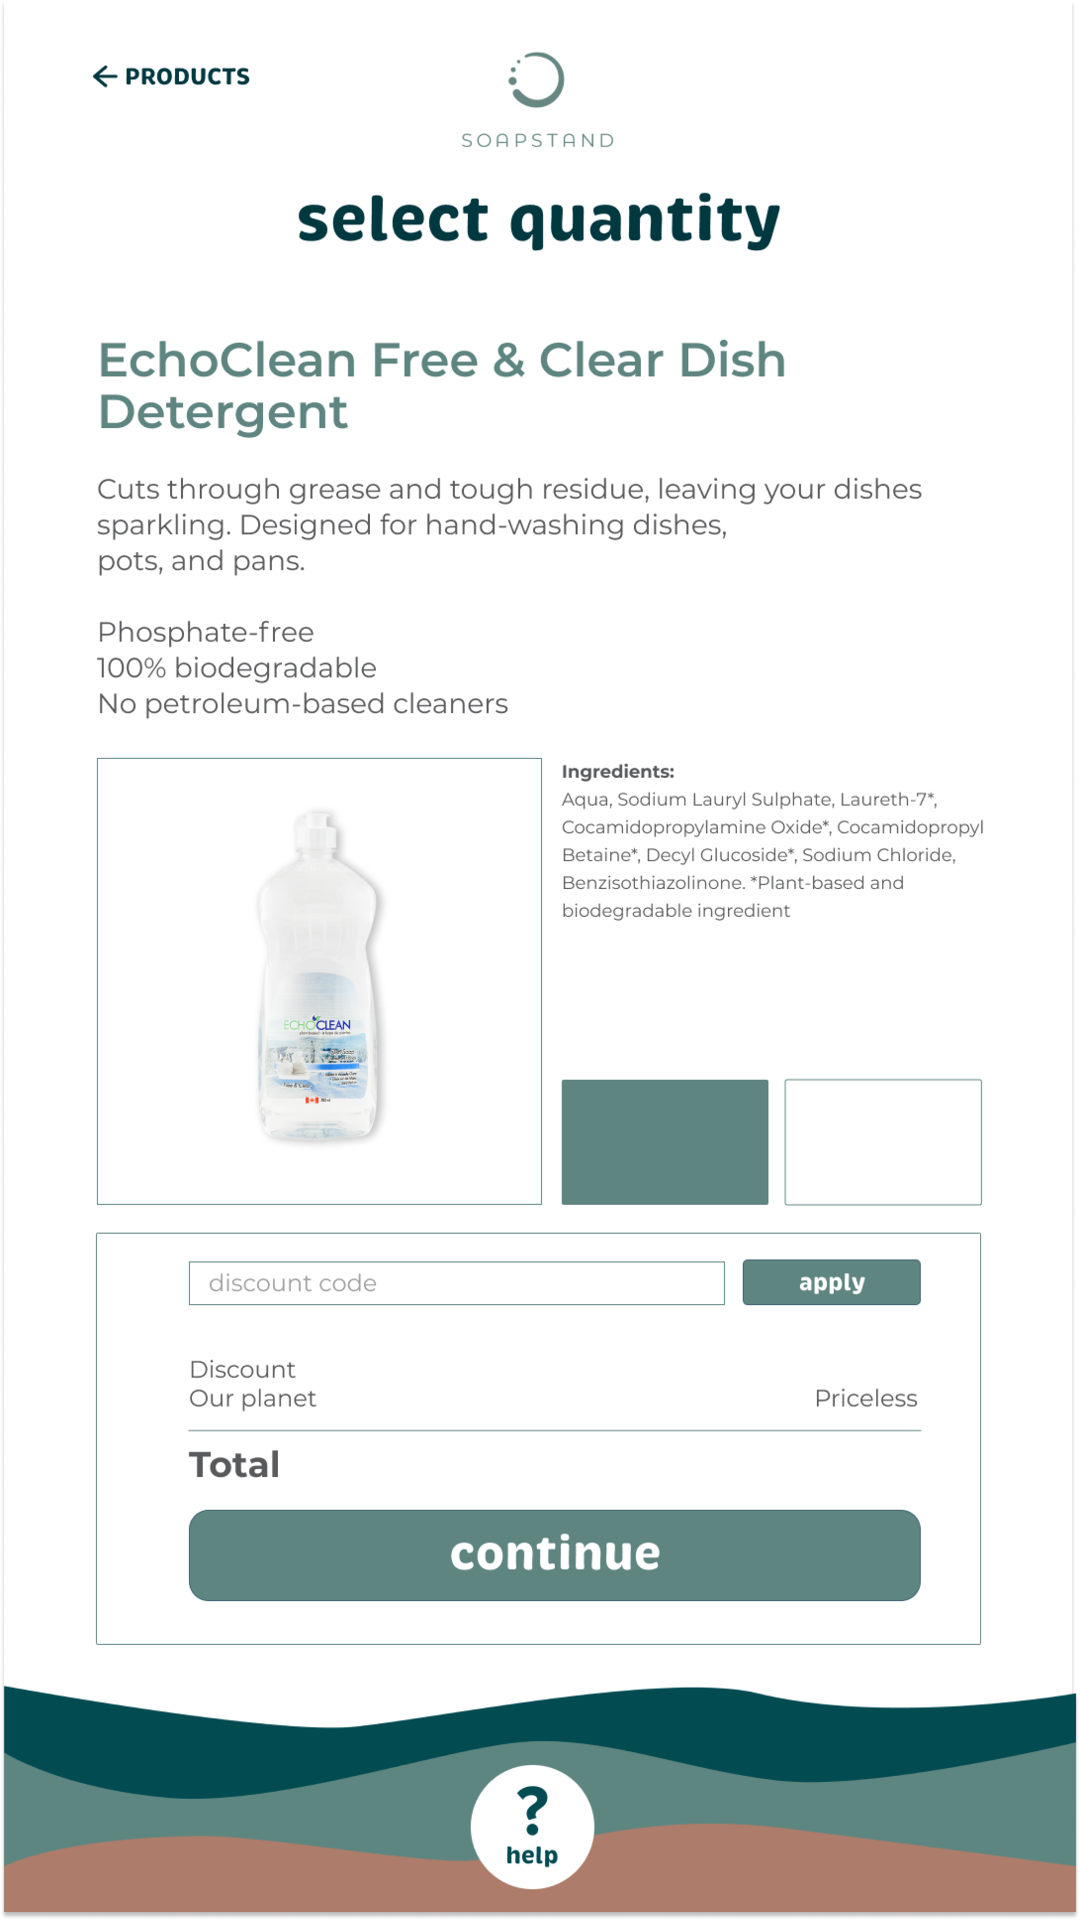 ← PRODUCTS
SOAPSTAND
select quantity
EchoClean Free & Clear Dish
Detergent
Cuts through grease and tough residue, leaving your dishes
sparkling. Designed for hand-washing dishes,
pots, and pans.
Phosphate-free
100% biodegradable
No petroleum-based cleaners
Ingredients:
Aqua, Sodium Lauryl Sulphate, Laureth-7*,
Cocamidopropylamine Oxide*, Cocamidopropyl
Betaine*, Decyl Glucoside*, Sodium Chloride,
Benzisothiazolinone. *Plant-based and
biodegradable ingredient
ECHOCLEAN
Free & Clear
discount code
apply
Discount
Our planet Priceless
Total
continue
?
help